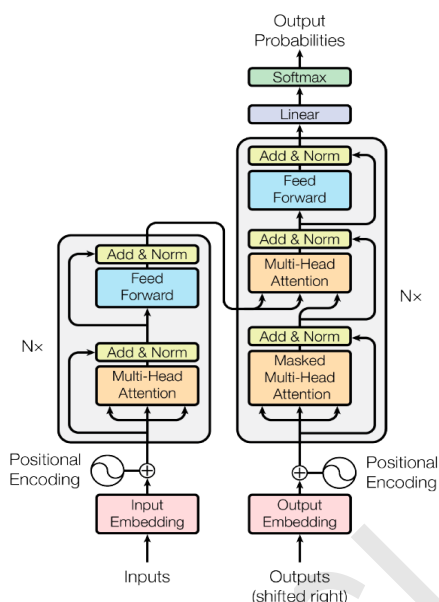 Output
Probabilities
Softmax
Linear
Add & Norm
Feed
Forward
Add & Norm
Multi-Head
Attention
Add & Norm
Masked
Multi-Head
Attention
Nx
Add & Norm
Feed
Forward
Add & Norm
Multi-Head
Attention
N×
Positional
Encoding
Positional
Encoding
Input
Embedding
Output
Embedding
Inputs
Outputs
(shifted right)